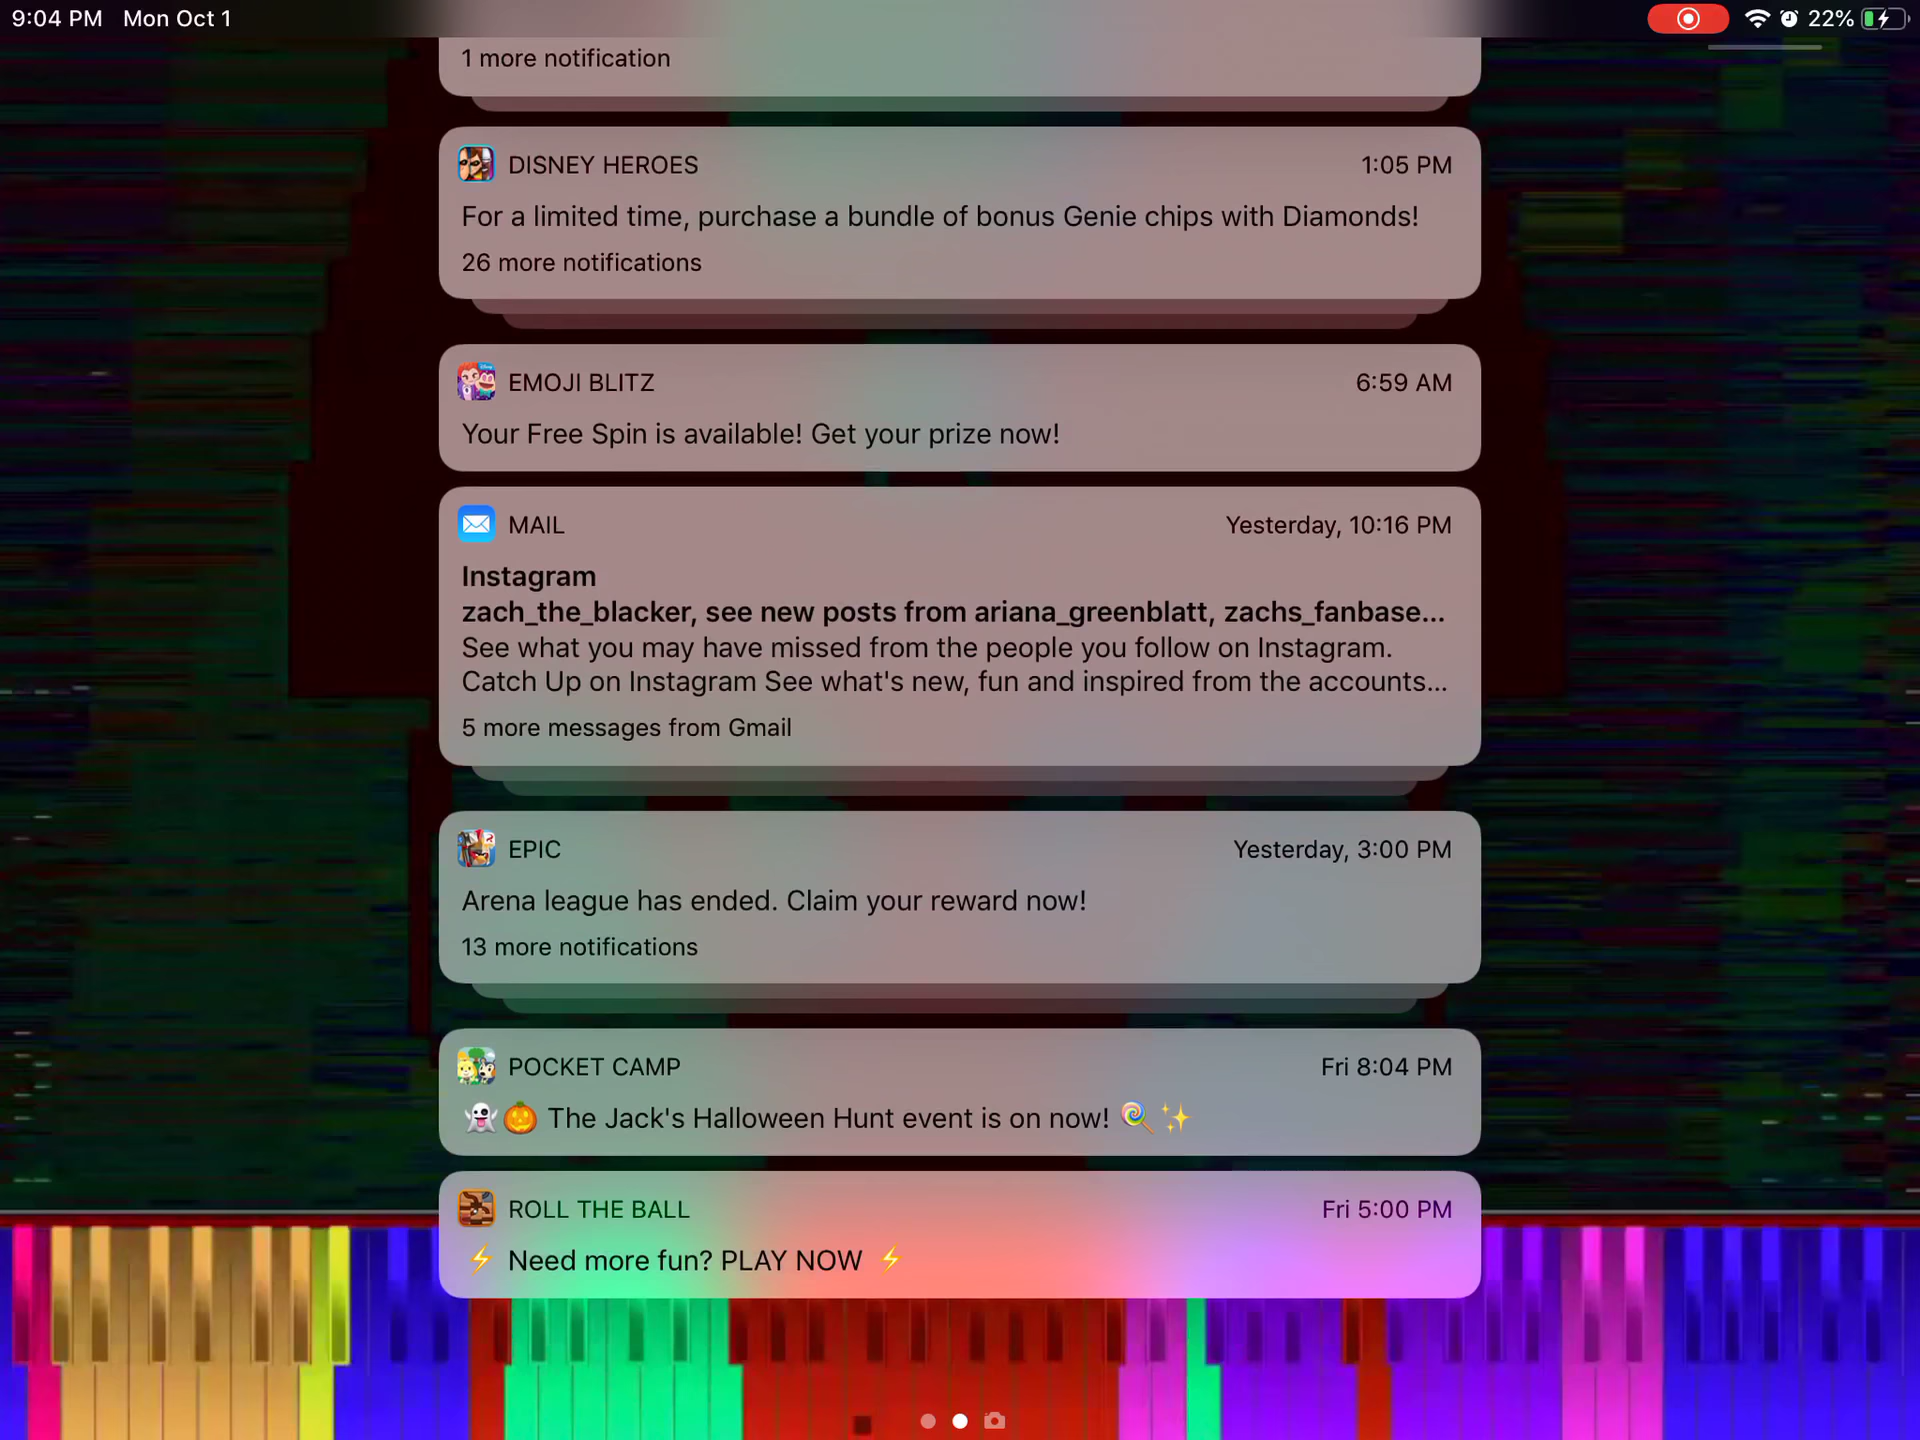 9:04 PM Mon Oct 1
22%
1 more notification
DISNEY HEROES 1:05 PM
For a limited time, purchase a bundle of bonus Genie chips with Diamonds!
26 more notifications
EMOJI BLITZ 6:59 AM
Your Free Spin is available! Get your prize now!
MAIL Yesterday, 10:16 PM
Instagram
zach_the_blacker, see new posts from ariana_greenblatt, zachs_fanbase...
See what you may have missed from the people you follow on Instagram.
Catch Up on Instagram See what's new, fun and inspired from the accounts...
5 more messages from Gmail
EPIC Yesterday, 3:00 PM
Arena league has ended. Claim your reward now!
13 more notifications
POCKET CAMP Fri 8:04 PM
👻🎃 The Jack's Halloween Hunt event is on now! 🍭✨
ROLL THE BALL Fri 5:00 PM
⚡ Need more fun? PLAY NOW ⚡